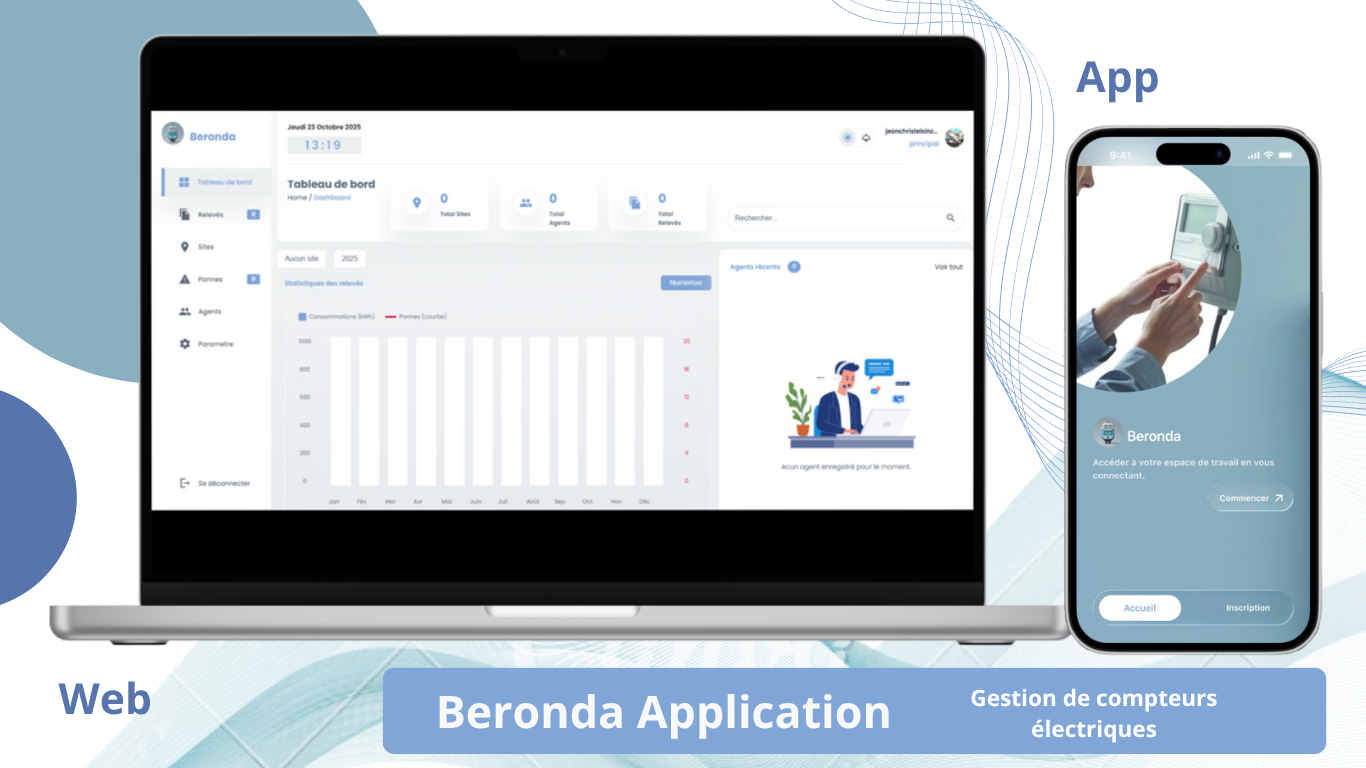 App
Beronda
Jeudi 23 Octobre 2025
13:19
jeanchristelsinz...
principal
Tableau de bord
Tableau de bord
Home / Dashboard
0
Total Sites
0
Total
Agents
0
Total
Relevés
Rechercher...
Relevés 0
Sites
Pannes 0
Agents
Parametre
Se déconnecter
Aucun site
2025
Statistiques des relevés
Numeriser
Consommations (kWh)
Pannes (courbe)
1000
800
600
400
200
0
20
16
12
8
4
0
Jan Fév Mar Avr Mai Juin Juil Août Sep Oct Nov Déc
Agents récents 0
Voir tout
Acun agent enregistré pour le moment.
9:41
Beronda
Accéder à votre espace de travail en vous
connectant.
Commencer
Accueil
Inscription
Web
Beronda Application
Gestion de compteurs
électriques